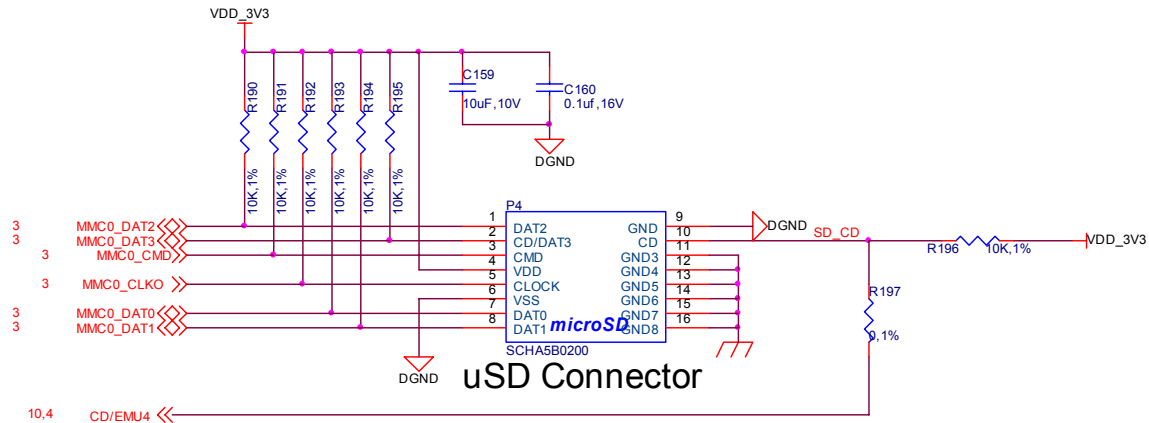 VDD_3V3
R190
R191
R192
R193
R194
R195
10K,1%
10K,1%
10K,1%
10K,1%
10K,1%
10K,1%
C159
10uF,10V
C160
0.1uf,16V
DGND
3 MMC0_DAT2
3 MMC0_DAT3
3 MMC0_CMD
3 MMC0_CLKO
3 MMC0_DAT0
3 MMC0_DAT1
P4
1 DAT2 GND 9
2 CD/DAT3 CD 10
3 CMD GND3 11
4 VDD GND4 12
5 CLOCK GND5 13
6 VSS GND6 14
7 DAT0 GND7 15
8 DAT1 GND8 16
microSD
SCHA5B0200
DGND
SD_CD
R196 10K,1%
VDD_3V3
R197
0,1%
DGND
uSD Connector
10,4 CD/EMU4